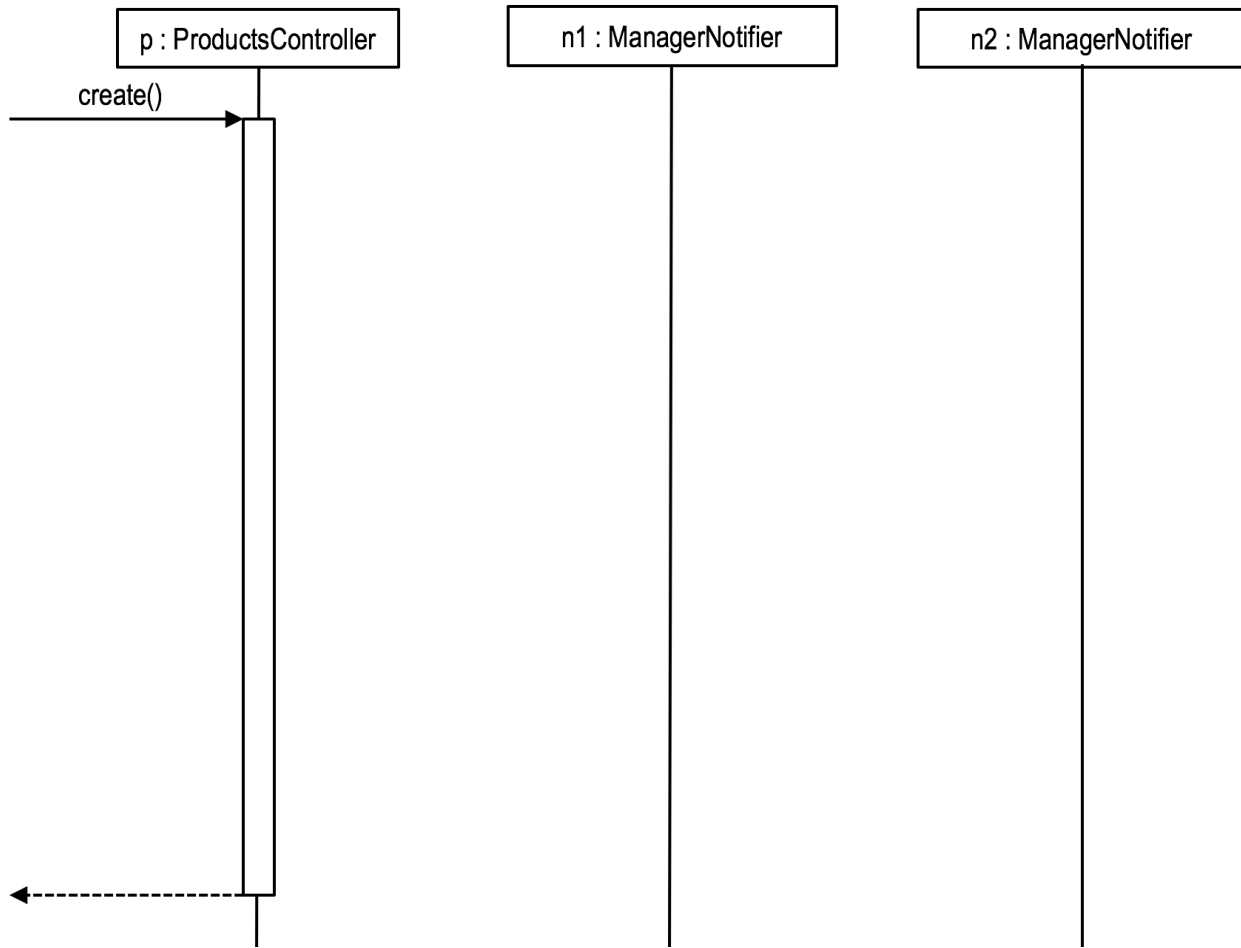 p : ProductsController
n1 : ManagerNotifier
n2 : ManagerNotifier
create()